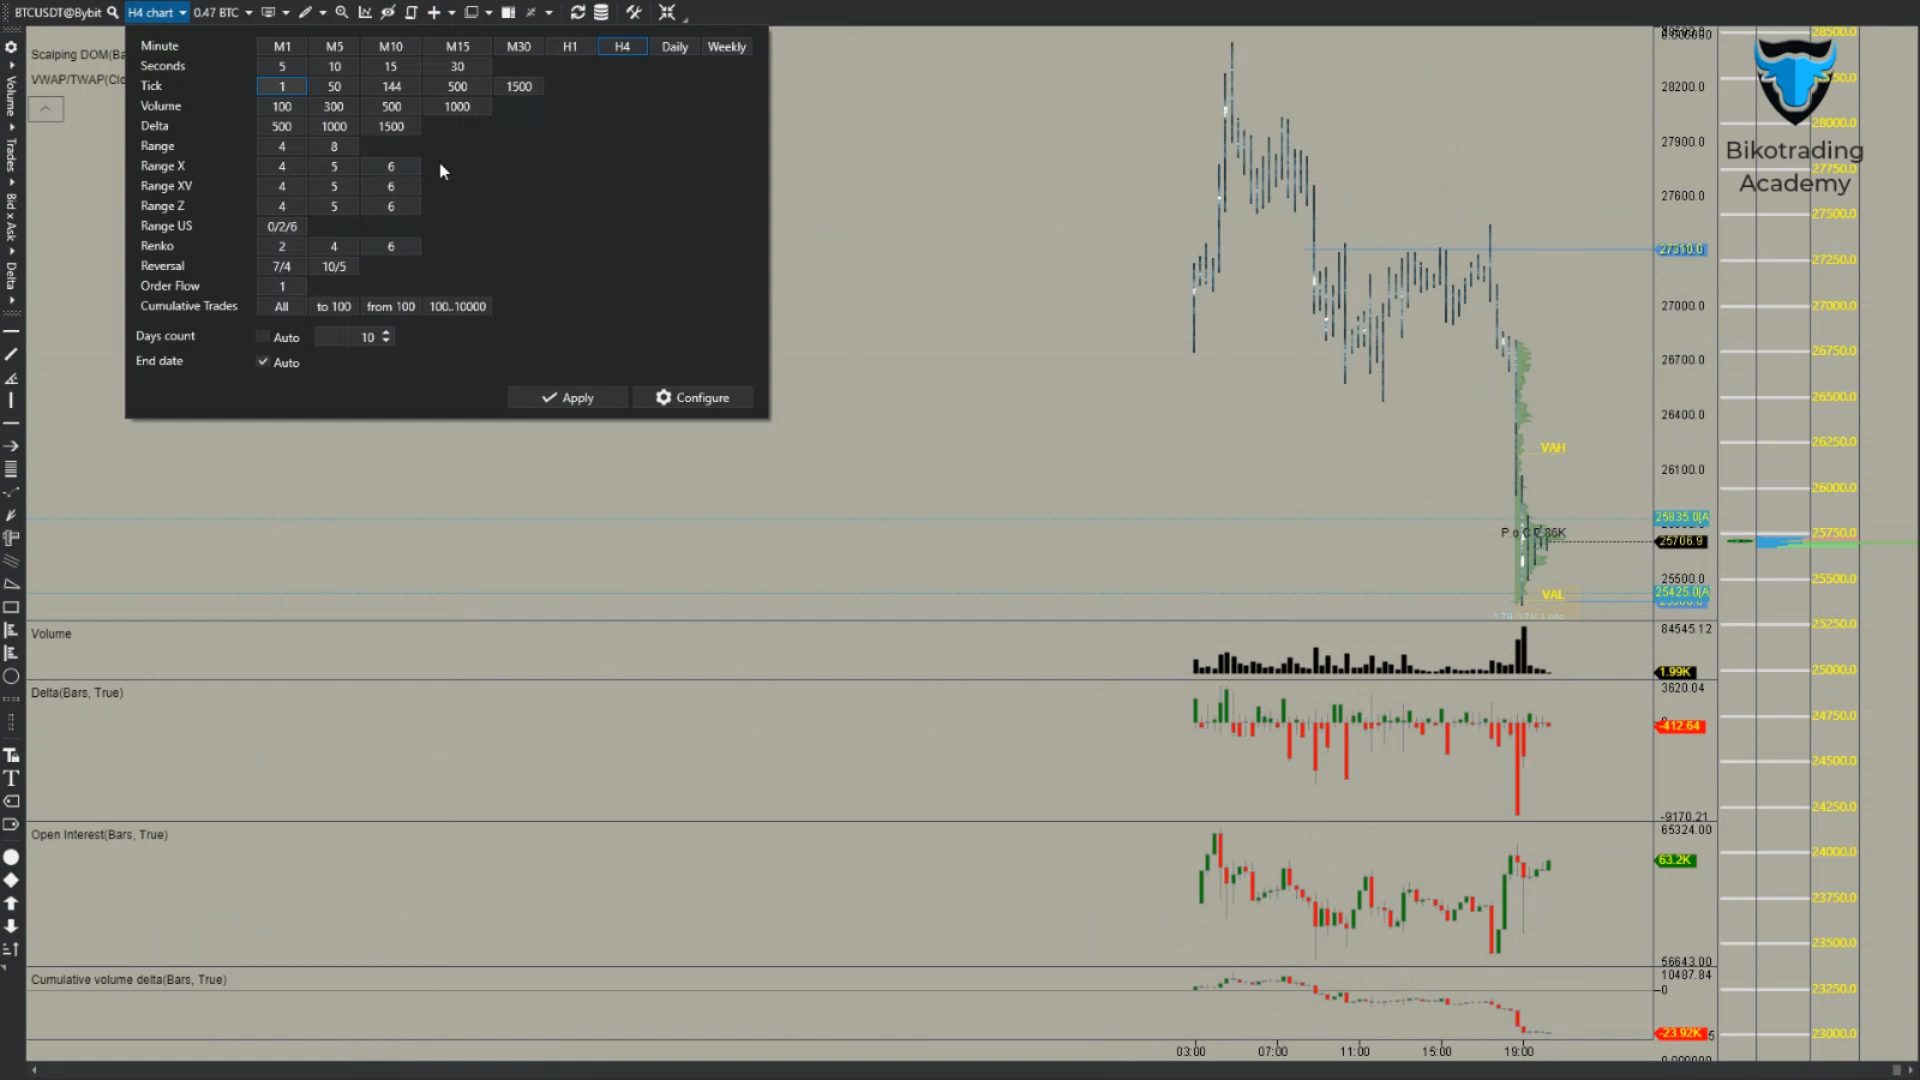 BTCUSDT@Bybit H4 chart 0.47 BTC
Scalping DOM(Ba
VWAP/TWAP(Clo
Volume
Trades
Bid x Ask
Delta
Minute M1 M5 M10 M15 M30 H1 H4 Daily Weekly
Seconds 5 10 15 30
Tick 1 50 144 500 1500
Volume 100 300 500 1000
Delta 500 1000 1500
Range 4 8
Range X 4 5 6
Range XV 4 5 6
Range Z 4 5 6
Range US 0/2/6
Renko 2 4 6
Reversal 7/4 10/5
Order Flow 1
Cumulative Trades All to 100 from 100 100..10000
Days count Auto 10
End date Auto
Apply Configure
Bikotrading
Academy
28200.0
27900.0
27600.0
27310.0
27000.0
26700.0
26400.0
26100.0
25835.0[A
25706.9
25500.0
25425.0[A
VAH
VAL
28500.0
28000.0
27750.0
27500.0
27250.0
27000.0
26750.0
26500.0
26250.0
26000.0
25750.0
25500.0
25250.0
25000.0
24750.0
24500.0
24250.0
24000.0
23750.0
23500.0
23250.0
23000.0
Volume
84545.12
1.99K
Delta(Bars, True)
3620.04
-412.64
-9170.21
Open Interest(Bars, True)
65324.00
63.2K
56643.00
Cumulative volume delta(Bars, True)
10487.84
0
-23.92K
03:00 07:00 11:00 15:00 19:00